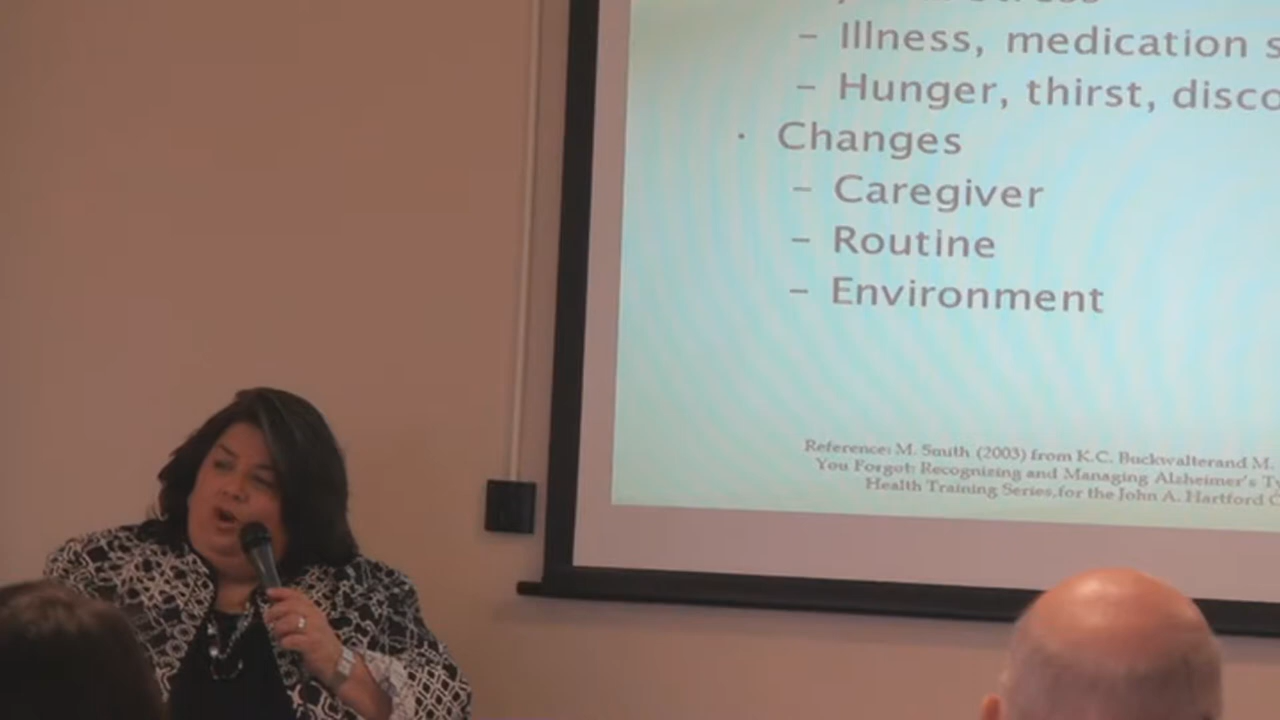 – Illness, medication
– Hunger, thirst,
· Changes
– Caregiver
– Routine
– Environment
Reference: M. Smith (2003) from K.C. Buckwalterand M.
You Forgot: Recognizing and Managing Alzheimer's
Health Training Series,for the John A. Hartford